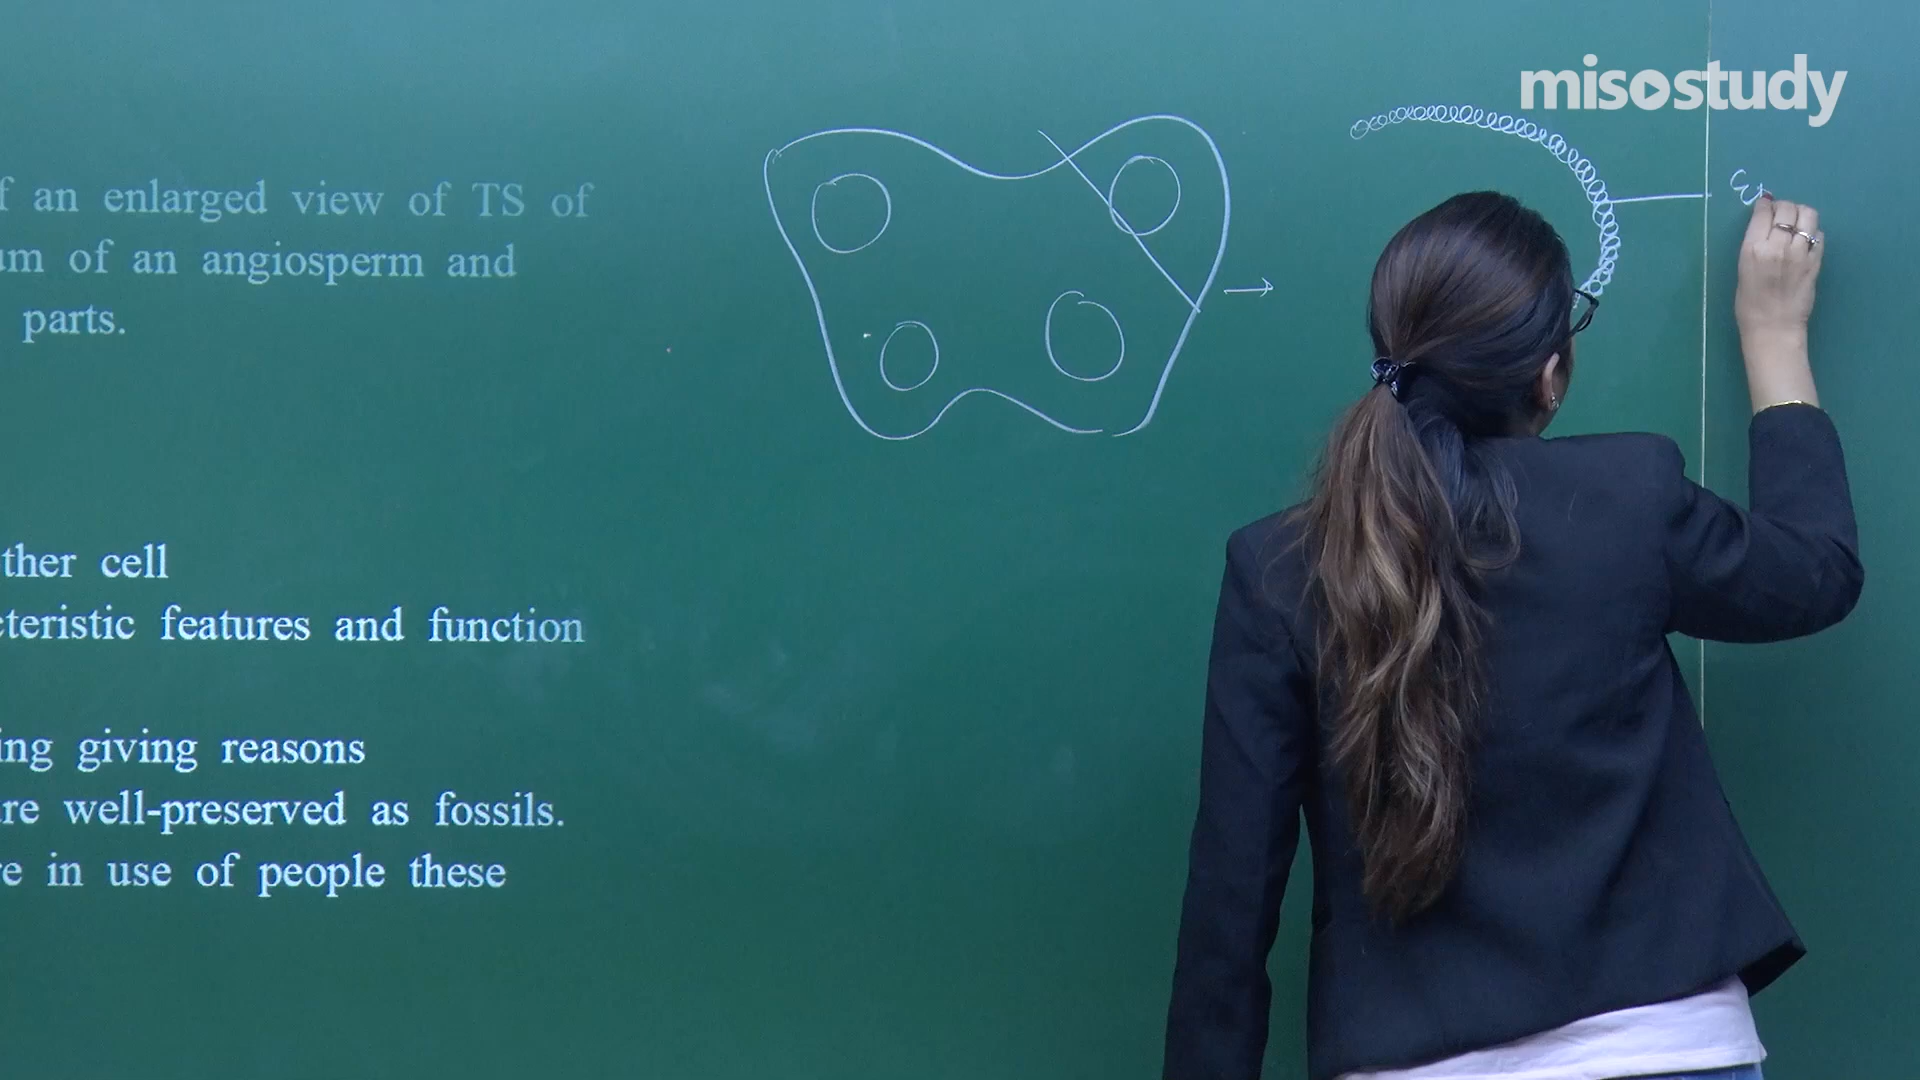 misostudy
f an enlarged view of TS of
um of an angiosperm and
parts.
ther cell
cteristic features and function
ing giving reasons
are well-preserved as fossils.
re in use of people these